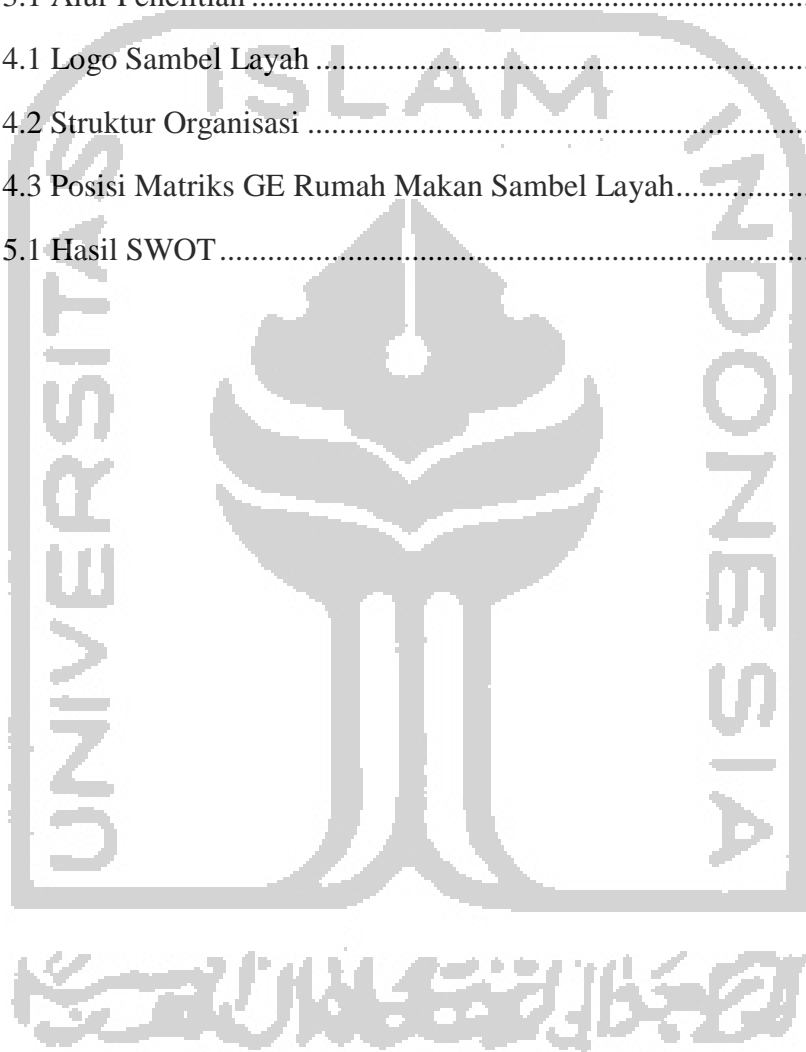 3.1 Alur Penelitian ........................................................................
4.1 Logo Sambel Layah ................................................................
4.2 Struktur Organisasi .................................................................
4.3 Posisi Matriks GE Rumah Makan Sambel Layah.................
5.1 Hasil SWOT............................................................................
UNIVERSITAS
ISLAM
INDONESIA